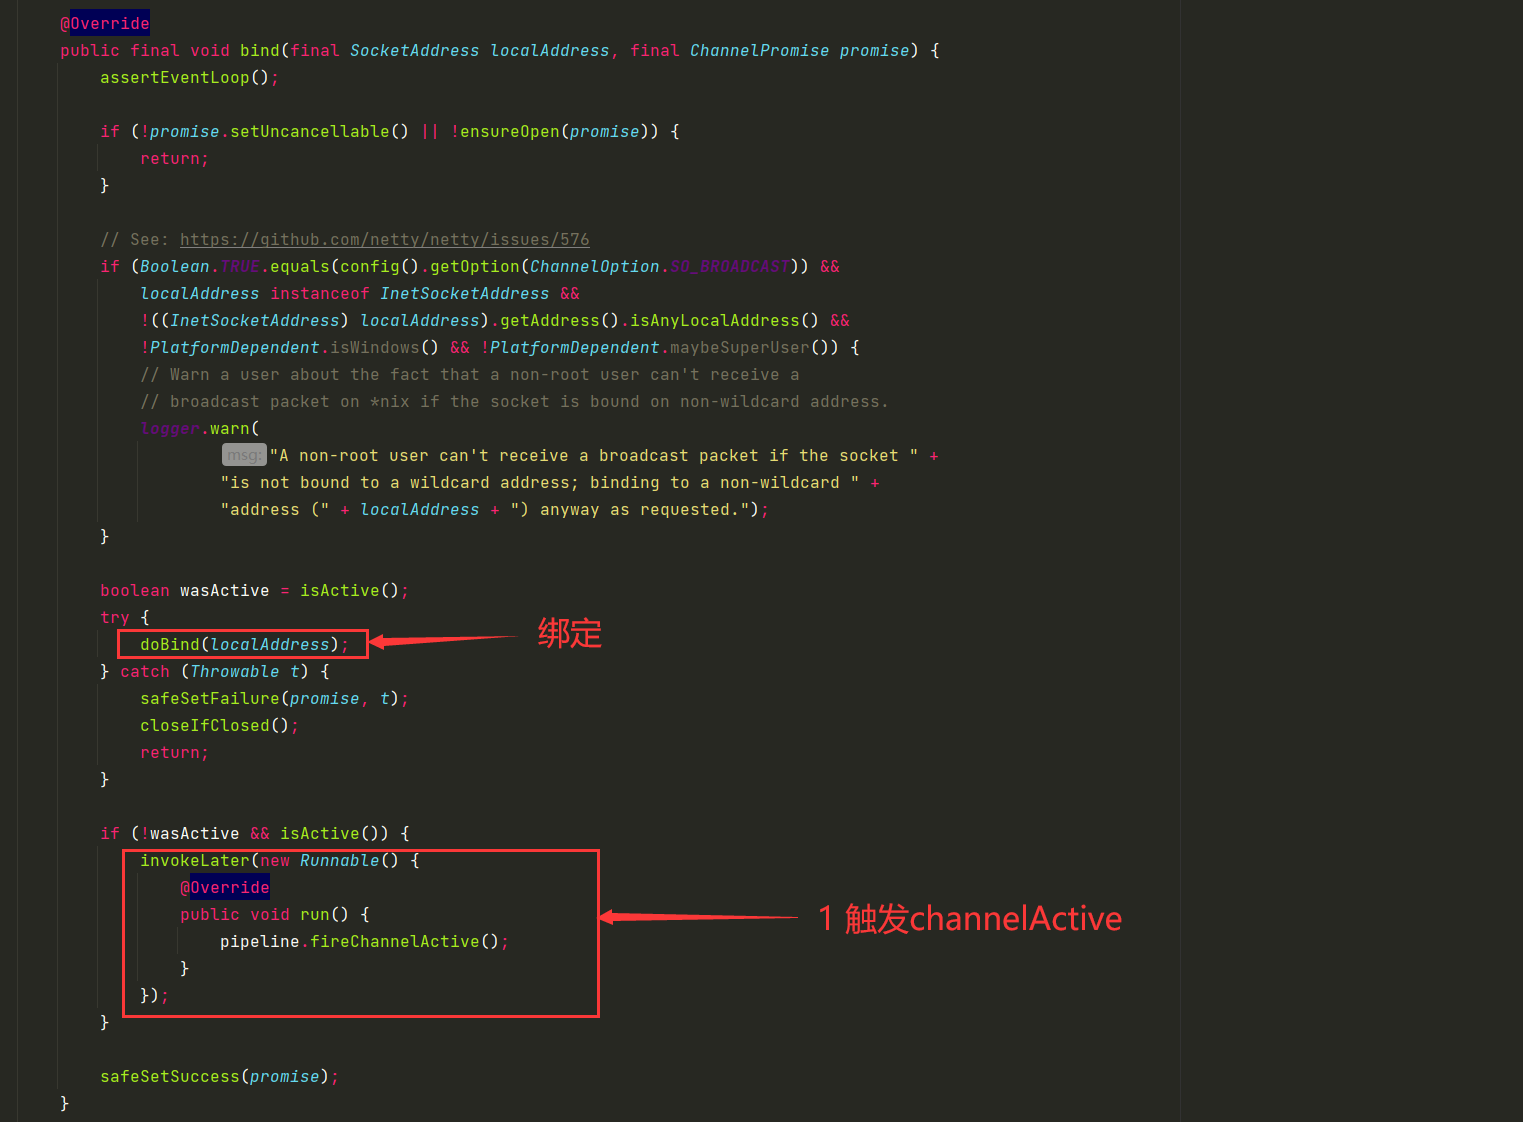 @Override
public final void bind(final SocketAddress localAddress, final ChannelPromise promise) {
assertEventLoop();
if (!promise.setUncancellable() || !ensureOpen(promise)) {
return;
}
// See: https://github.com/netty/netty/issues/576
if (Boolean.TRUE.equals(config().getOption(ChannelOption.SO_BROADCAST)) &&
localAddress instanceof InetSocketAddress &&
!((InetSocketAddress) localAddress).getAddress().isAnyLocalAddress() &&
!PlatformDependent.isWindows() && !PlatformDependent.maybeSuperUser()) {
// Warn a user about the fact that a non-root user can't receive a
// broadcast packet on *nix if the socket is bound on non-wildcard address.
logger.warn(
msg: "A non-root user can't receive a broadcast packet if the socket " +
"is not bound to a wildcard address; binding to a non-wildcard " +
"address (" + localAddress + ") anyway as requested.");
}
boolean wasActive = isActive();
try {
doBind(localAddress); 绑定
} catch (Throwable t) {
safeSetFailure(promise, t);
closeIfClosed();
return;
}
if (!wasActive && isActive()) {
invokeLater(new Runnable() {
@Override
public void run() { 1 触发channelActive
pipeline.fireChannelActive();
}
});
}
safeSetSuccess(promise);
}